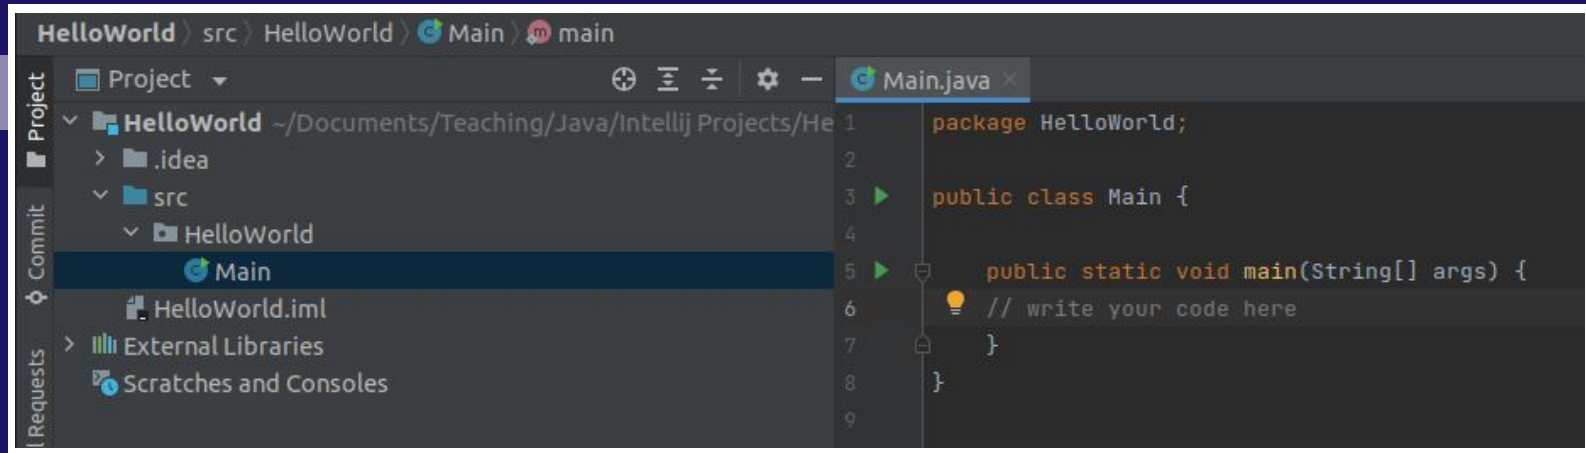 HelloWorld src HelloWorld Main main
Project
Main.java
Project
Commit
Requests
HelloWorld ~/Documents/Teaching/Java/Intellij Projects/He
.idea
src
HelloWorld
Main
HelloWorld.iml
External Libraries
Scratches and Consoles
1 package HelloWorld;
2
3 public class Main {
4
5 public static void main(String[] args) {
6 // write your code here
7 }
8 }
9